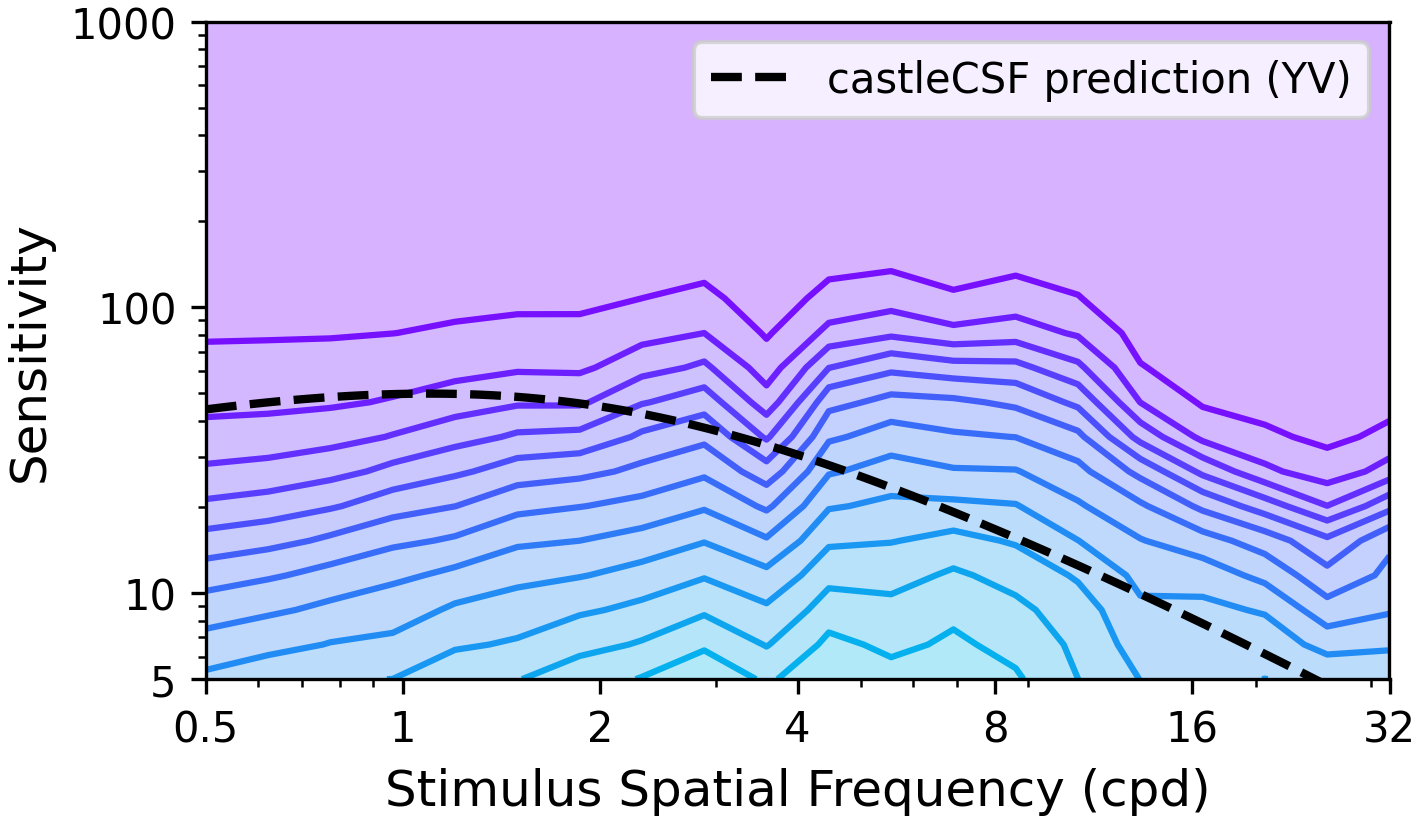 1000
100
10
5
Sensitivity
castleCSF prediction (YV)
0.5 1 2 4 8 16 32
Stimulus Spatial Frequency (cpd)